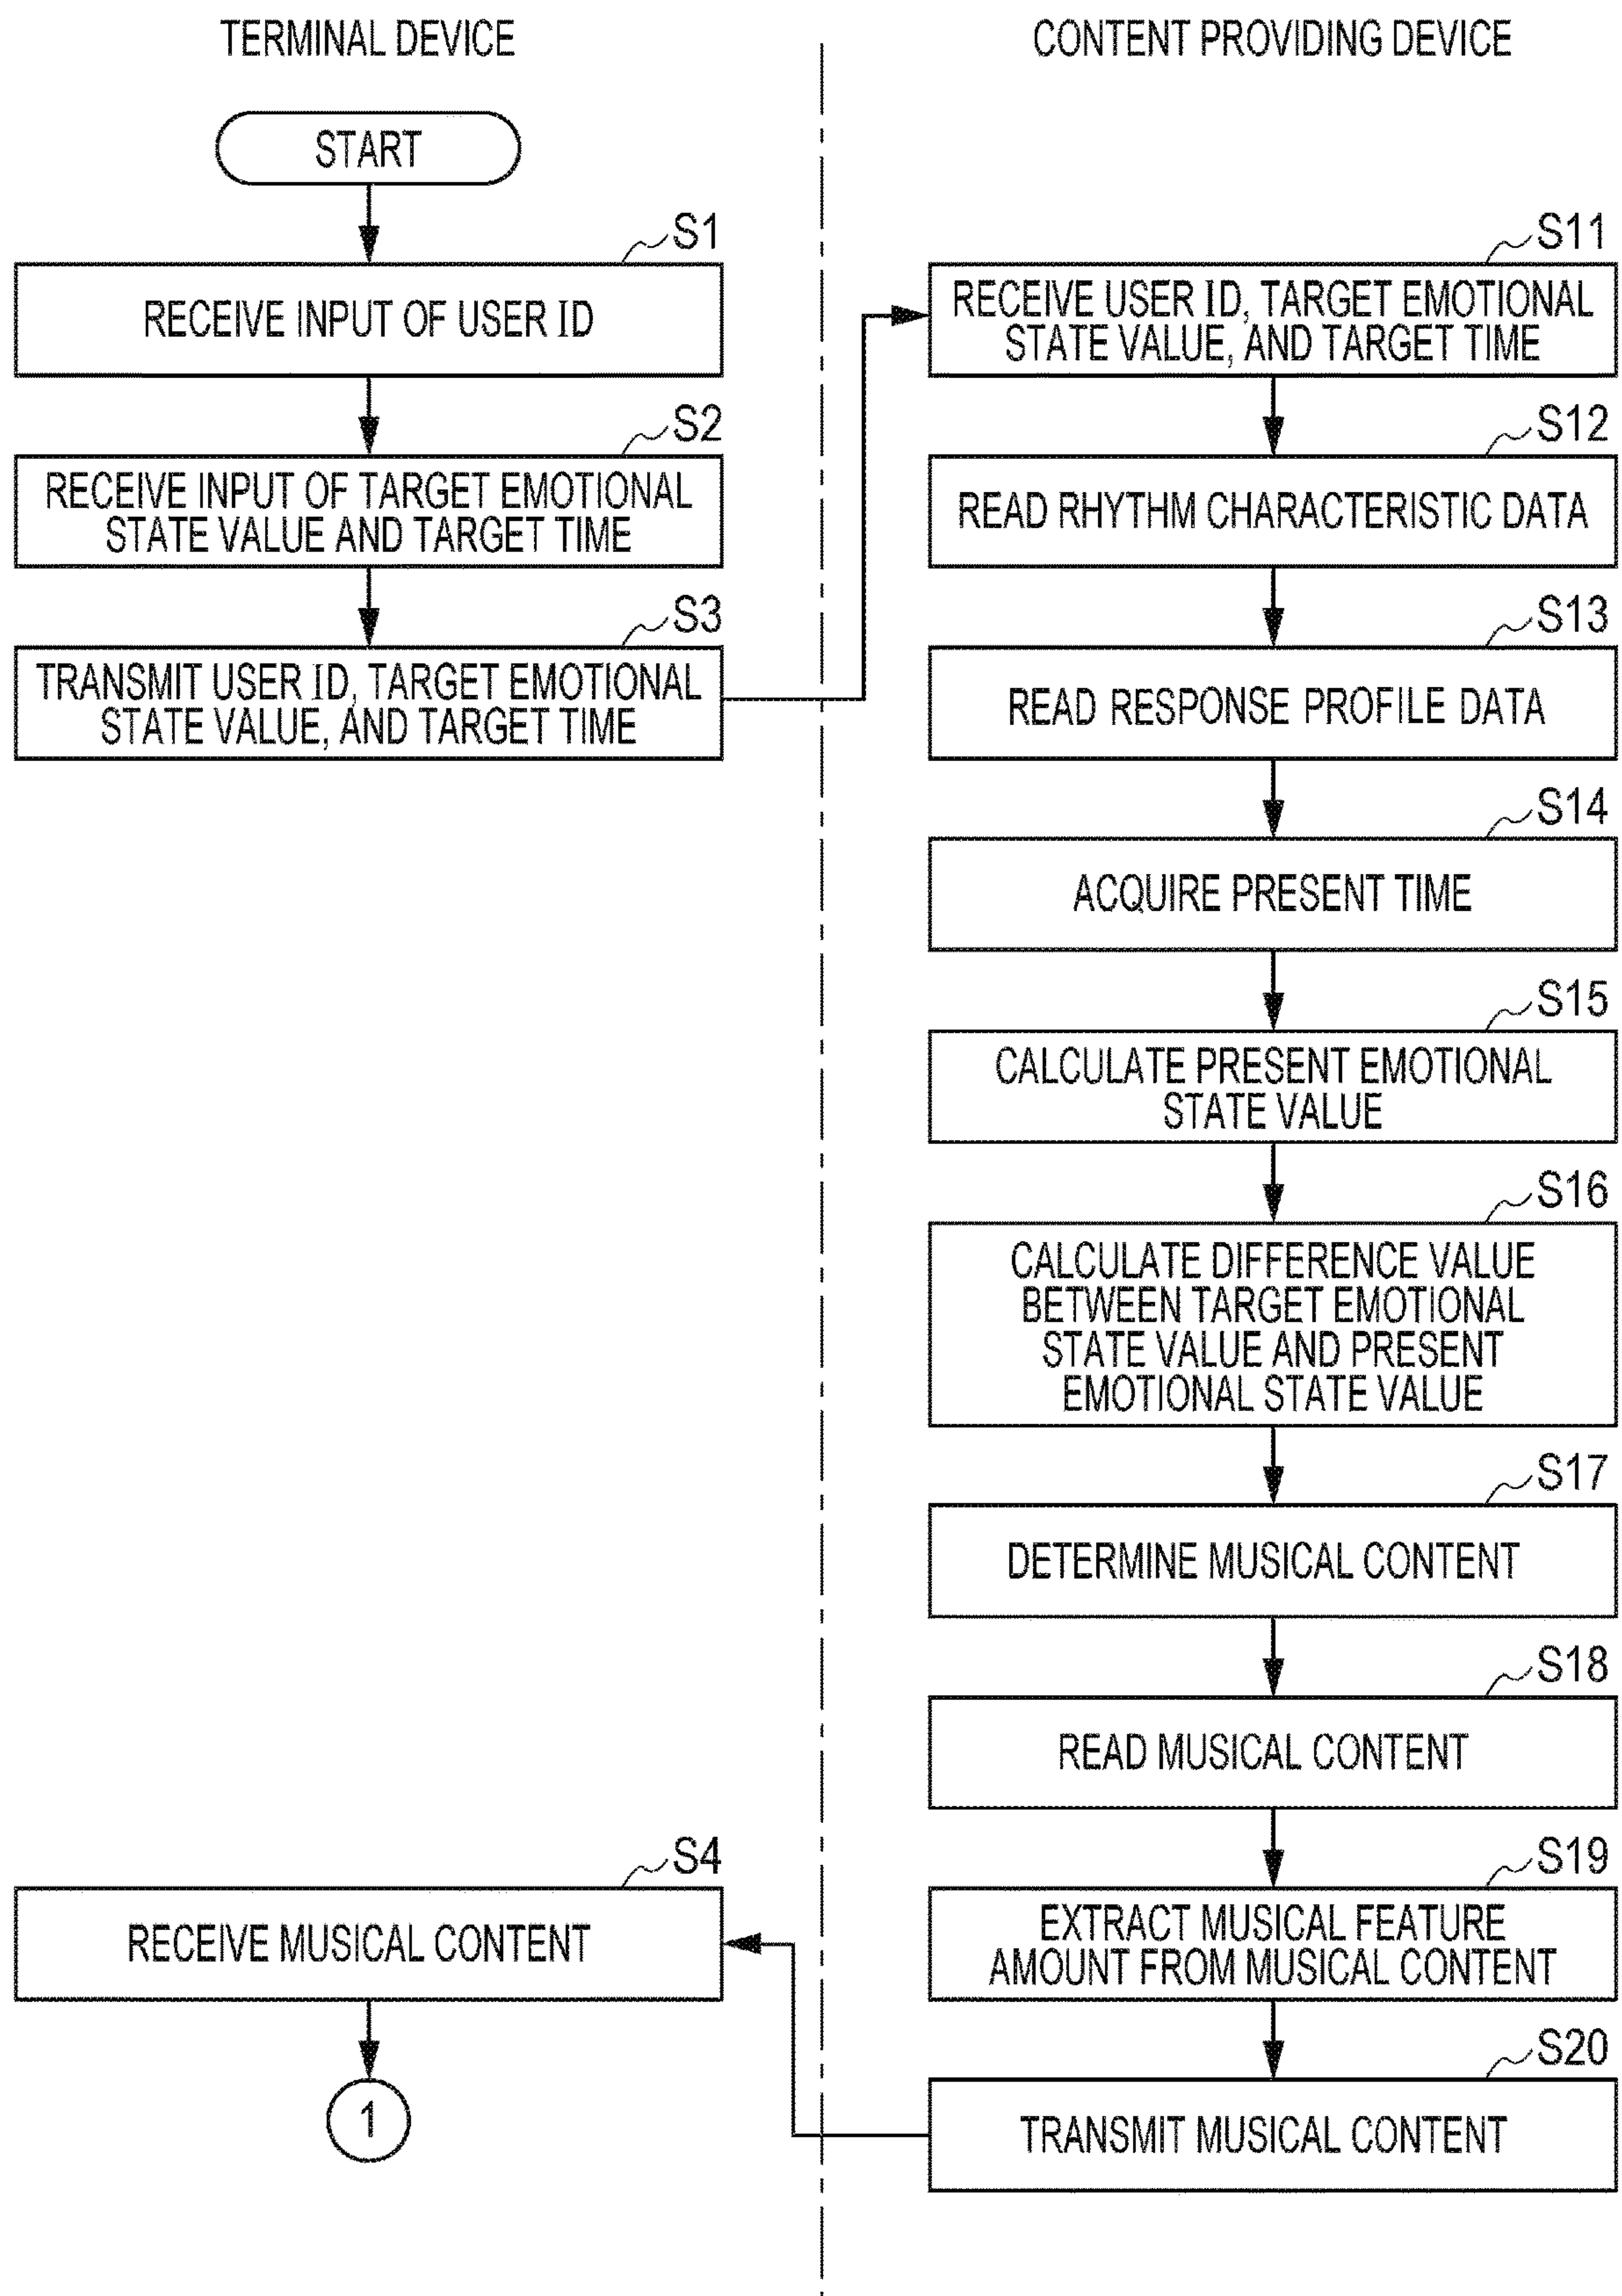 TERMINAL DEVICE
START
S1
RECEIVE INPUT OF USER ID
S2
RECEIVE INPUT OF TARGET EMOTIONAL
STATE VALUE AND TARGET TIME
S3
TRANSMIT USER ID, TARGET EMOTIONAL
STATE VALUE, AND TARGET TIME
CONTENT PROVIDING DEVICE
S11
RECEIVE USER ID, TARGET EMOTIONAL
STATE VALUE, AND TARGET TIME
S12
READ RHYTHM CHARACTERISTIC DATA
S13
READ RESPONSE PROFILE DATA
S14
ACQUIRE PRESENT TIME
S15
CALCULATE PRESENT EMOTIONAL
STATE VALUE
S16
CALCULATE DIFFERENCE VALUE
BETWEEN TARGET EMOTIONAL
STATE VALUE AND PRESENT
EMOTIONAL STATE VALUE
S17
DETERMINE MUSICAL CONTENT
S18
READ MUSICAL CONTENT
S19
EXTRACT MUSICAL FEATURE
AMOUNT FROM MUSICAL CONTENT
S20
TRANSMIT MUSICAL CONTENT
S4
RECEIVE MUSICAL CONTENT
1